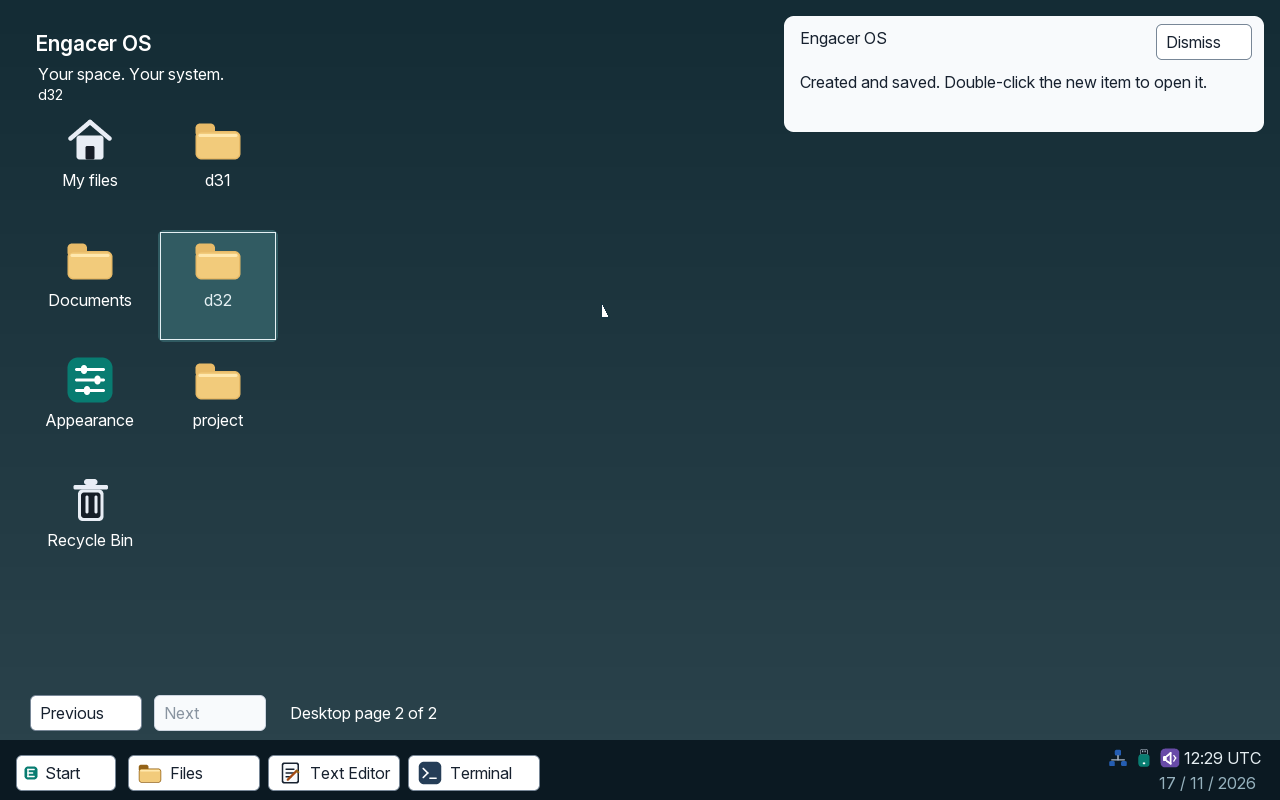 Engacer OS
Your space. Your system.
d32
My files
d31
Documents
d32
Appearance
project
Recycle Bin
Engacer OS
Dismiss
Created and saved. Double-click the new item to open it.
Previous
Next
Desktop page 2 of 2
Start
Files
Text Editor
Terminal
12:29 UTC
17 / 11 / 2026